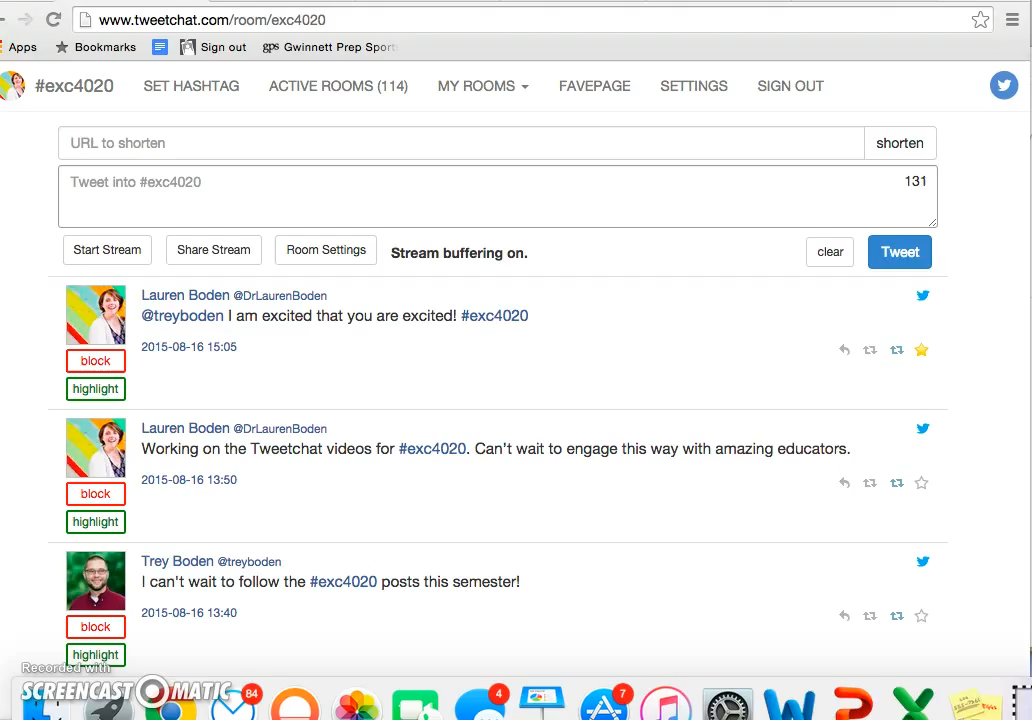 www.tweetchat.com/room/exc4020
Apps Bookmarks Sign out gps Gwinnett Prep Sport
#exc4020 SET HASHTAG ACTIVE ROOMS (114) MY ROOMS FAVEPAGE SETTINGS SIGN OUT
URL to shorten shorten
Tweet into #exc4020 131
Start Stream Share Stream Room Settings Stream buffering on. clear Tweet
Lauren Boden @DrLaurenBoden
@treyboden I am excited that you are excited! #exc4020
2015-08-16 15:05
block
highlight
Lauren Boden @DrLaurenBoden
Working on the Tweetchat videos for #exc4020. Can't wait to engage this way with amazing educators.
2015-08-16 13:50
block
highlight
Trey Boden @treyboden
I can't wait to follow the #exc4020 posts this semester!
2015-08-16 13:40
block
highlight
Recorded with
SCREENCAST-O-MATIC
84 4 7